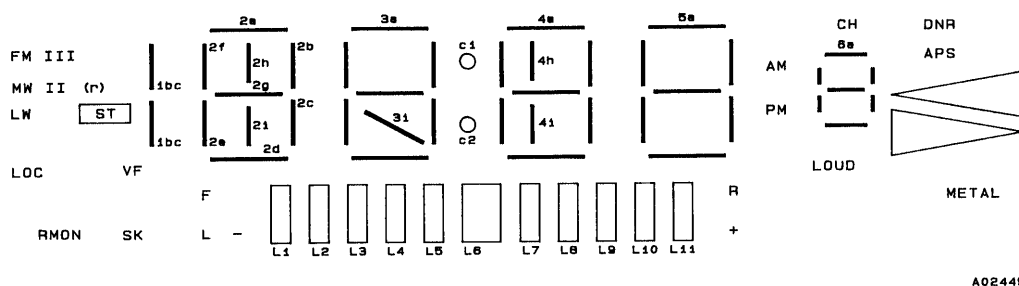 2a 3a 4a 5a CH DNR
FM III 2f 2b c1 6a APS
2h 4h AM
MW II (r) 1bc 2g
LW ST 2c 3i PM
2i 4i
1bc 2e 2d c2
LOC VF LOUD
F R METAL
RMON SK L - +
L1 L2 L3 L4 L5 L6 L7 L8 L9 L10 L11